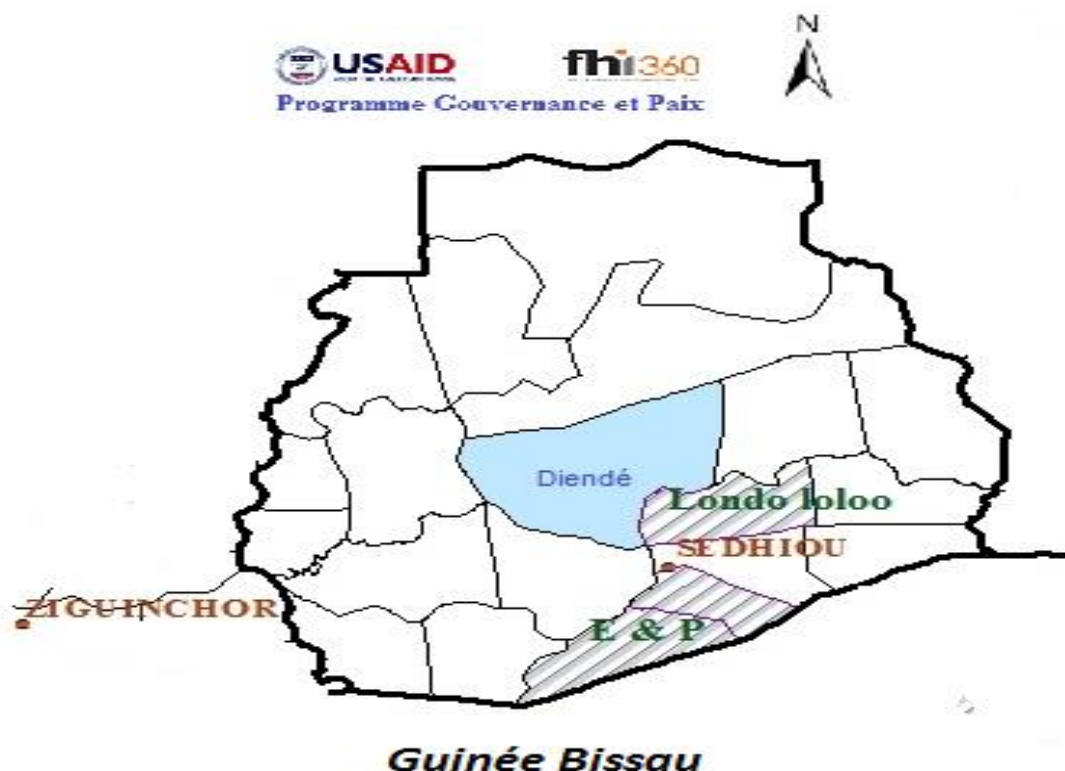 N
USAID fhi360
Programme Gouvernance et Paix
Diendé
Londo loloo
SEDHIOU
ZIGUINCHOR
E & P
Guinée Bissau